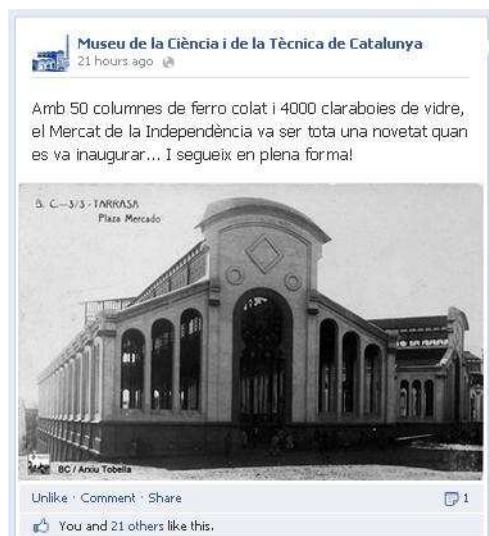 Museu de la Ciència i de la Tècnica de Catalunya
21 hours ago
Amb 50 columnes de ferro colat i 4000 claraboies de vidre,
el Mercat de la Independència va ser tota una novetat quan
es va inaugurar... I segueix en plena forma!
B. C.-3/3-TARRASA
Plaza Mercado
BC / Arxiu Tobella
Unlike · Comment · Share
1
You and 21 others like this.